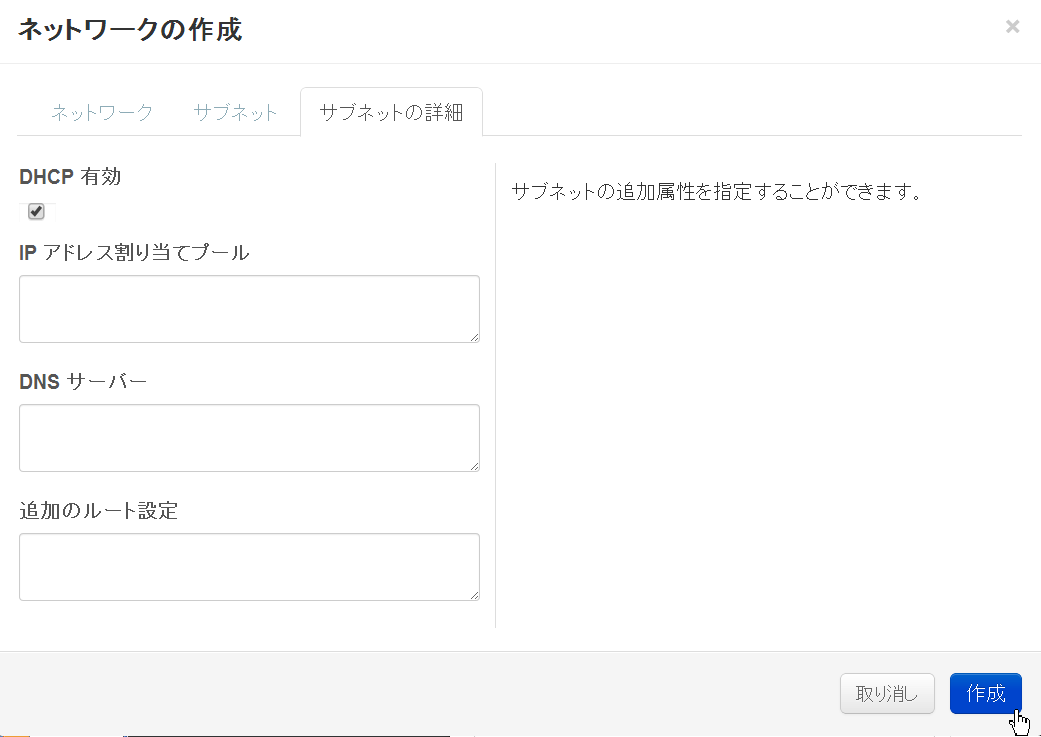 ネットワークの作成
×
ネットワーク サブネット サブネットの詳細
DHCP 有効
サブネットの追加属性を指定することができます。
IP アドレス割り当てプール
DNS サーバー
追加のルート設定
取り消し 作成